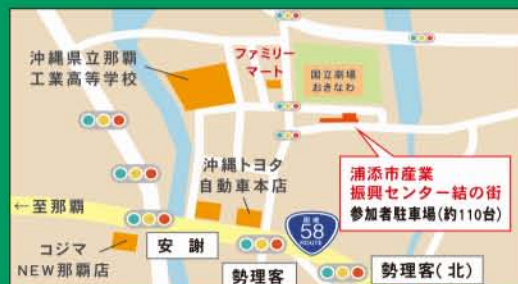 沖縄県立那覇
工業高等学校
ファミリー
マート
国立劇場
おきなわ
沖縄トヨタ
自動車本店
浦添市産業
振興センター結の街
参加者駐車場(約110台)
←至那覇
国道
58
ROUTE
コジマ
NEW那覇店
安謝
勢理客
勢理客(北)